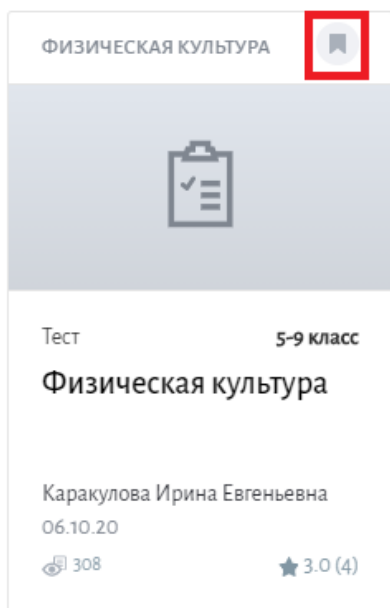 ФИЗИЧЕСКАЯ КУЛЬТУРА
Тест 5-9 класс
Физическая культура
Каракулова Ирина Евгеньевна
06.10.20
308 3.0 (4)